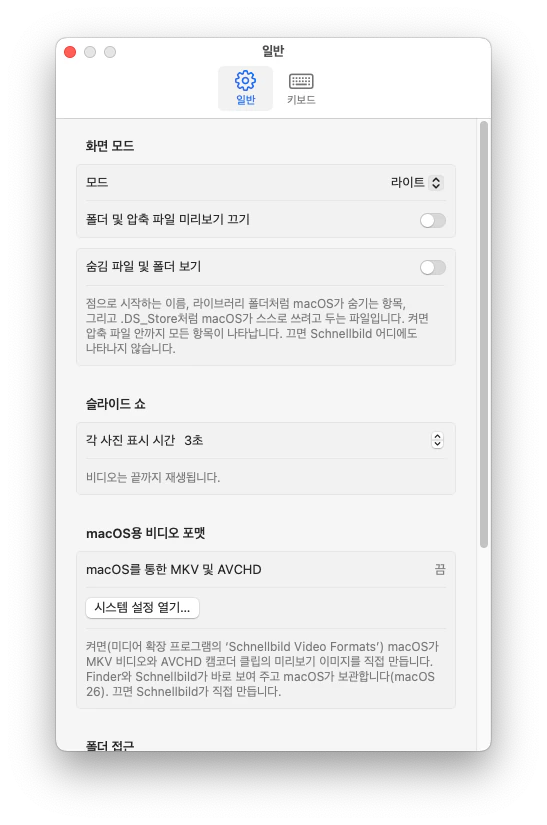 일반
일반
키보드
화면 모드
모드
라이트
폴더 및 압축 파일 미리보기 끄기
숨김 파일 및 폴더 보기
점으로 시작하는 이름, 라이브러리 폴더처럼 macOS가 숨기는 항목,
그리고 .DS_Store처럼 macOS가 스스로 쓰려고 두는 파일입니다. 켜면
압축 파일 안까지 모든 항목이 나타납니다. 끄면 Schnellbild 어디에도
나타나지 않습니다.
슬라이드 쇼
각 사진 표시 시간 3초
비디오는 끝까지 재생됩니다.
macOS용 비디오 포맷
macOS를 통한 MKV 및 AVCHD
끔
시스템 설정 열기...
켜면(미디어 확장 프로그램의 ‘Schnellbild Video Formats’) macOS가
MKV 비디오와 AVCHD 캠코더 클립의 미리보기 이미지를 직접 만듭니다.
Finder와 Schnellbild가 바로 보여 주고 macOS가 보관합니다(macOS
26). 끄면 Schnellbild가 직접 만듭니다.
폴더 접근